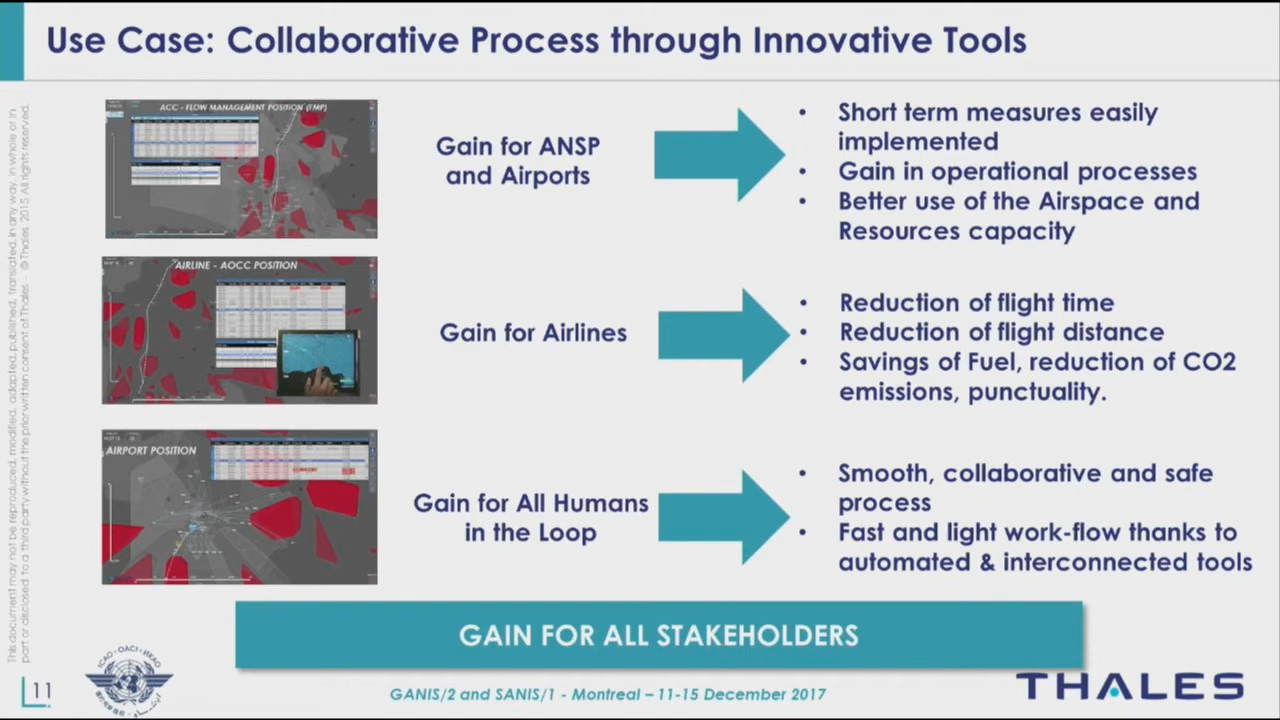 Use Case: Collaborative Process through Innovative Tools
ACC - FLOW MANAGEMENT POSITION (FMP)
Gain for ANSP
and Airports
• Short term measures easily
implemented
• Gain in operational processes
• Better use of the Airspace and
Resources capacity
AIRLINE - AOCC POSITION
Gain for Airlines
• Reduction of flight time
• Reduction of flight distance
• Savings of Fuel, reduction of CO2
emissions, punctuality.
AIRPORT POSITION
Gain for All Humans
in the Loop
• Smooth, collaborative and safe
process
• Fast and light work-flow thanks to
automated & interconnected tools
GAIN FOR ALL STAKEHOLDERS
This document may not be reproduced, modified, adapted, published, translated, in any way, in whole or in
part or disclosed to a third party without the prior written consent of Thales © Thales 2015 All rights reserved.
11
ICAO · OACI · ИКАО
GANIS/2 and SANIS/1 - Montreal – 11-15 December 2017
THALES